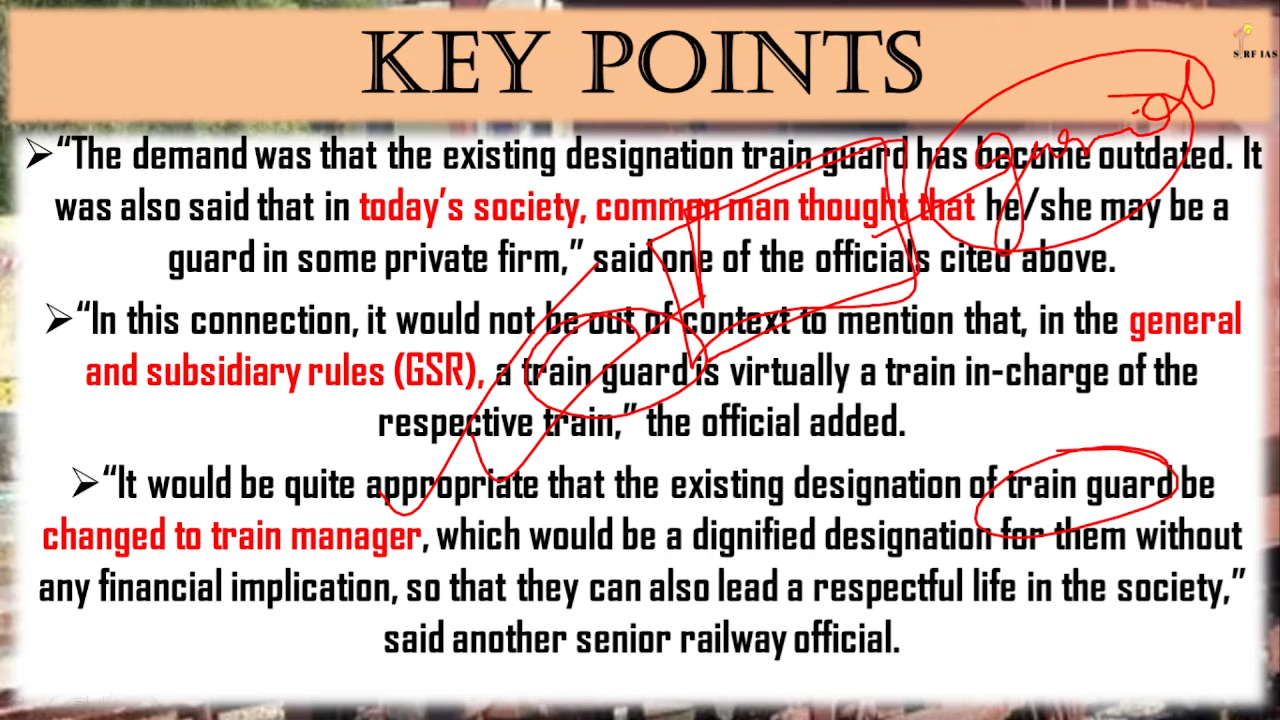 KEY POINTS
SIRF IAS
“The demand was that the existing designation train guard has become outdated. It
was also said that in today’s society, common man thought that he/she may be a
guard in some private firm,” said one of the officials cited above.
“In this connection, it would not be out of context to mention that, in the general
and subsidiary rules (GSR), a train guard is virtually a train in-charge of the
respective train,” the official added.
“It would be quite appropriate that the existing designation of train guard be
changed to train manager, which would be a dignified designation for them without
any financial implication, so that they can also lead a respectful life in the society,”
said another senior railway official.